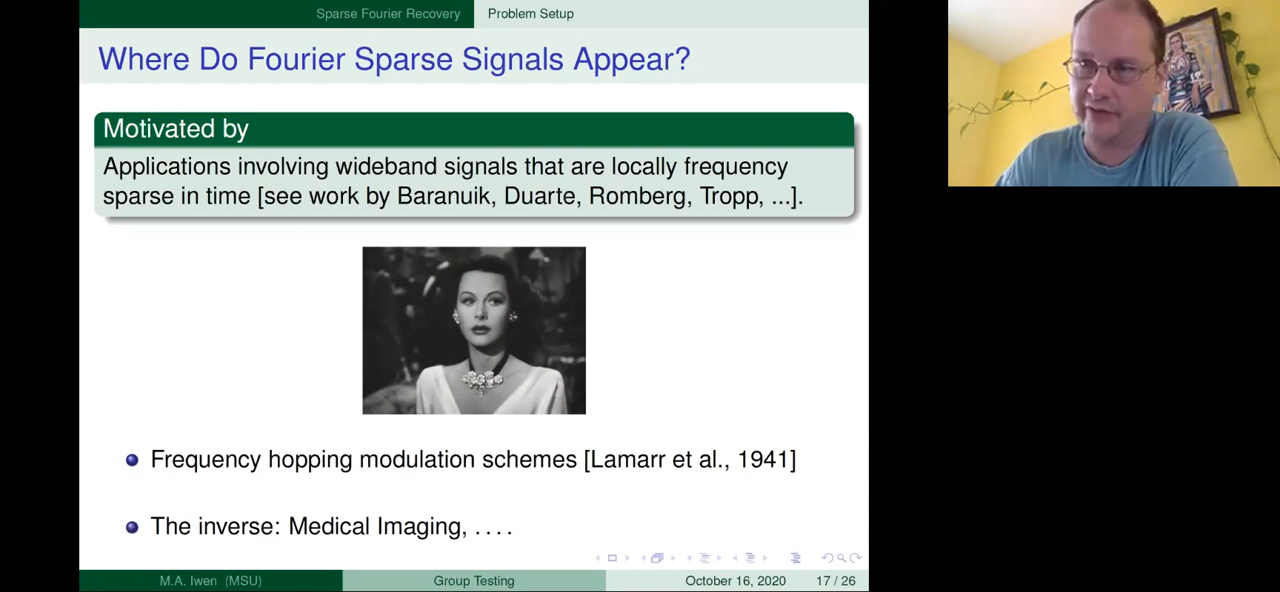 Sparse Fourier Recovery Problem Setup
Where Do Fourier Sparse Signals Appear?
Motivated by
Applications involving wideband signals that are locally frequency
sparse in time [see work by Baranuik, Duarte, Romberg, Tropp, ...].
Frequency hopping modulation schemes [Lamarr et al., 1941]
The inverse: Medical Imaging, . . . .
M.A. Iwen (MSU) Group Testing October 16, 2020 17 / 26